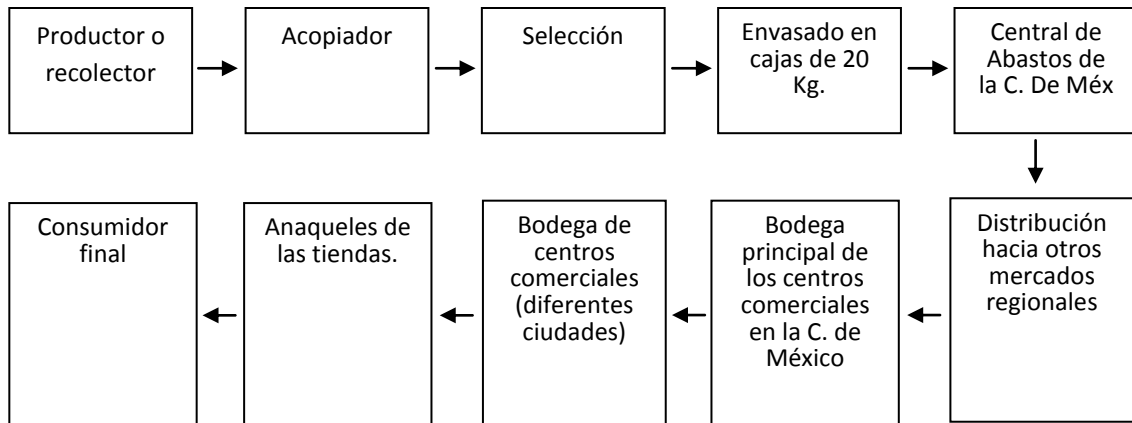 Productor o
recolector
Acopiador
Selección
Envasado en
cajas de 20
Kg.
Central de
Abastos de
la C. De Méx
Distribución
hacia otros
mercados
regionales
Bodega
principal de
los centros
comerciales
en la C. de
México
Bodega de
centros
comerciales
(diferentes
ciudades)
Anaqueles de
las tiendas.
Consumidor
final